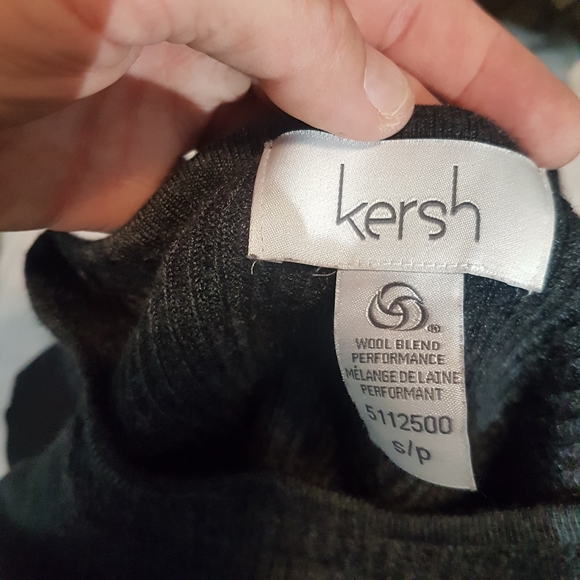 kersh
®
WOOL BLEND
PERFORMANCE
MÉLANGE DE LAINE
PERFORMANT
5112500
s/p